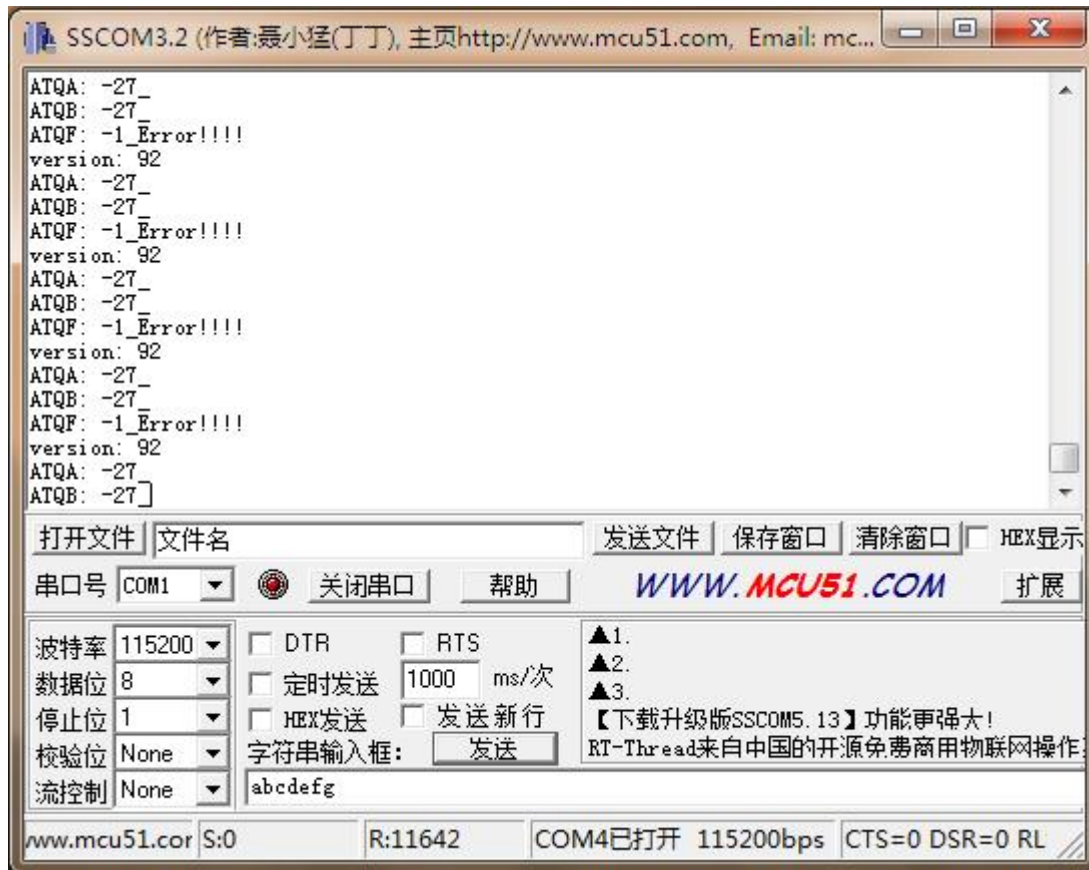 SSCOM3.2 (作者:聂小猛(丁丁), 主页http://www.mcu51.com, Email: mc...
ATQA: -27_
ATQB: -27_
ATQF: -1_Error!!!!
version: 92
ATQA: -27_
ATQB: -27_
ATQF: -1_Error!!!!
version: 92
ATQA: -27_
ATQB: -27_
ATQF: -1_Error!!!!
version: 92
ATQA: -27_
ATQB: -27_
ATQF: -1_Error!!!!
version: 92
ATQA: -27_
ATQB: -27
打开文件 文件名 发送文件 保存窗口 清除窗口 HEX显示
串口号 COM1 关闭串口 帮助 WWW.MCU51.COM 扩展
波特率 115200 DTR RTS
数据位 8 定时发送 1000 ms/次
停止位 1 HEX发送 发送新行
校验位 None 字符串输入框: 发送
流控制 None abcdefg
▲1.
▲2.
▲3.
【下载升级版SSCOM5.13】功能更强大!
RT-Thread来自中国的开源免费商用物联网操作
www.mcu51.cor S:0 R:11642 COM4已打开 115200bps CTS=0 DSR=0 RL